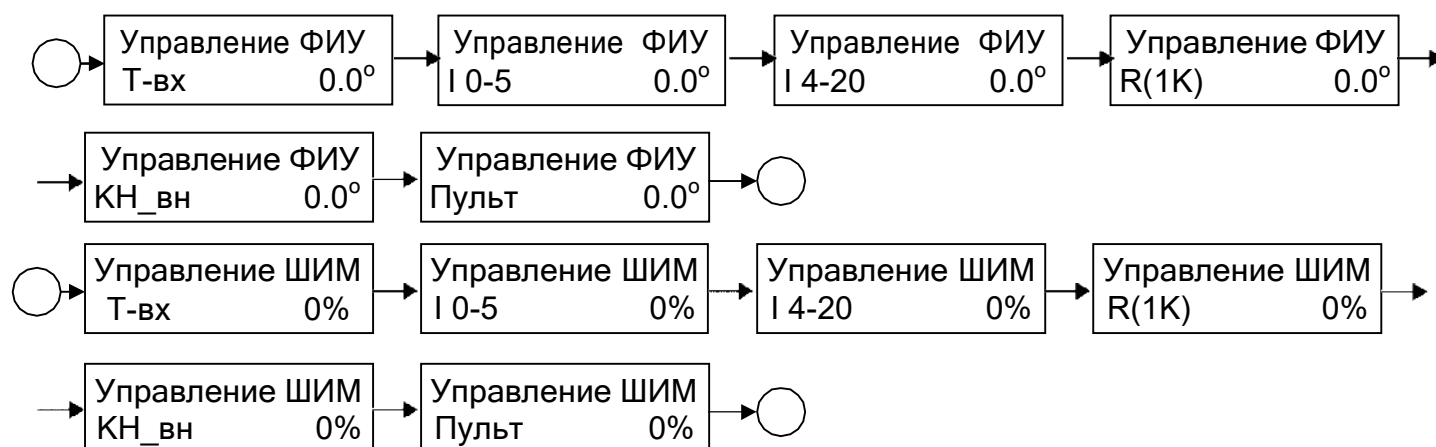 Управление ФИУ Управление ФИУ Управление ФИУ Управление ФИУ
Т-вх 0.0° I 0-5 0.0° I 4-20 0.0° R(1K) 0.0°
Управление ФИУ Управление ФИУ
КН_вн 0.0° Пульт 0.0°
Управление ШИМ Управление ШИМ Управление ШИМ Управление ШИМ
Т-вх 0% I 0-5 0% I 4-20 0% R(1K) 0%
Управление ШИМ Управление ШИМ
КН_вн 0% Пульт 0%